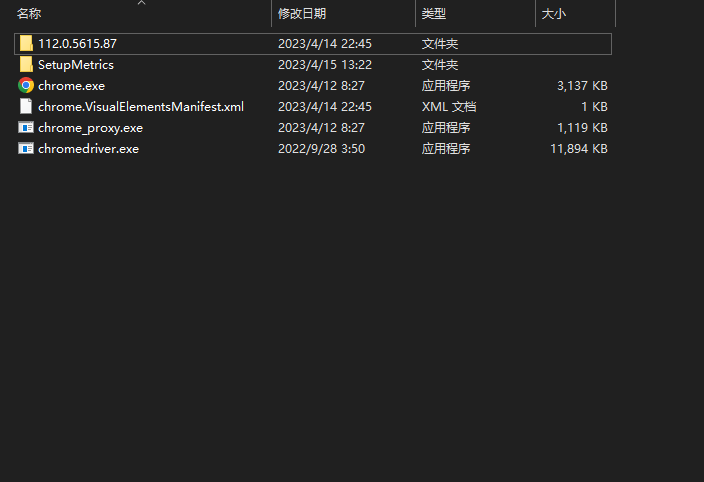 名称 修改日期 类型 大小
112.0.5615.87 2023/4/14 22:45 文件夹
SetupMetrics 2023/4/15 13:22 文件夹
chrome.exe 2023/4/12 8:27 应用程序 3,137 KB
chrome.VisualElementsManifest.xml 2023/4/14 22:45 XML 文档 1 KB
chrome_proxy.exe 2023/4/12 8:27 应用程序 1,119 KB
chromedriver.exe 2022/9/28 3:50 应用程序 11,894 KB